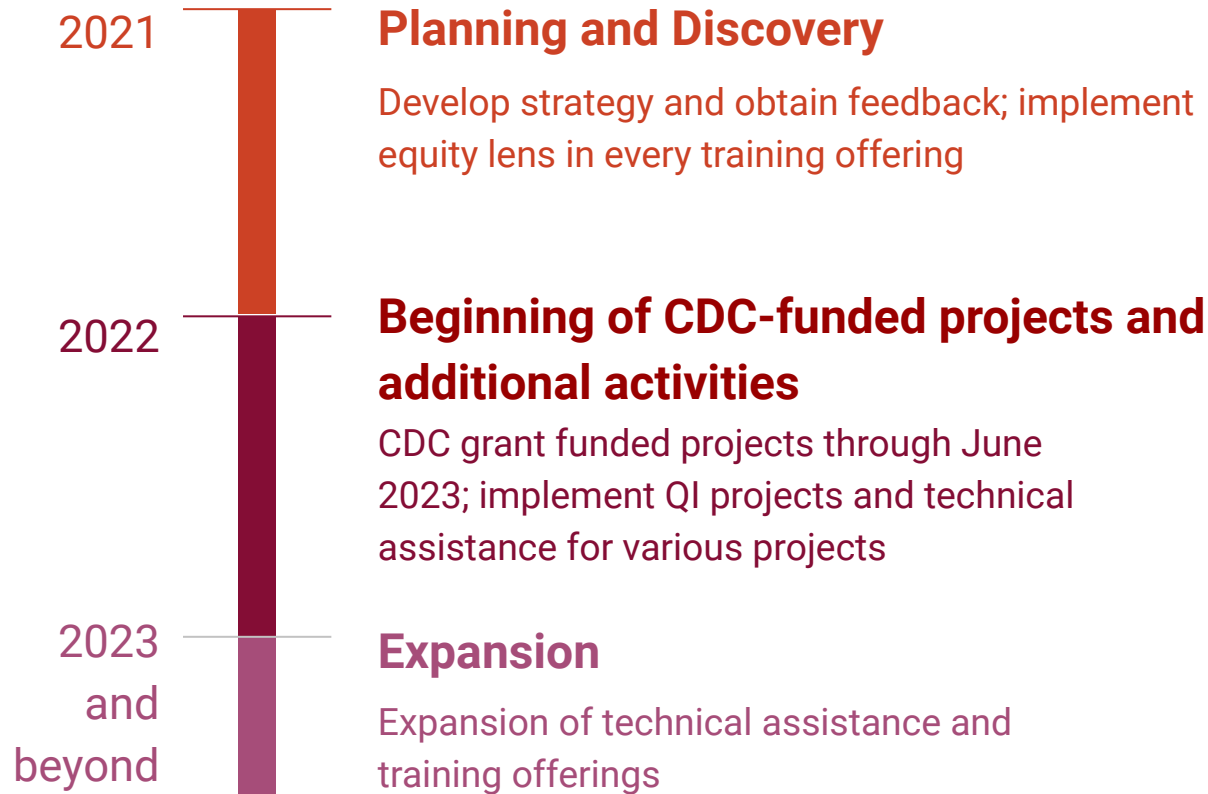 2021
Planning and Discovery
Develop strategy and obtain feedback; implement
equity lens in every training offering
2022
Beginning of CDC-funded projects and
additional activities
CDC grant funded projects through June
2023; implement QI projects and technical
assistance for various projects
2023
and
beyond
Expansion
Expansion of technical assistance and
training offerings